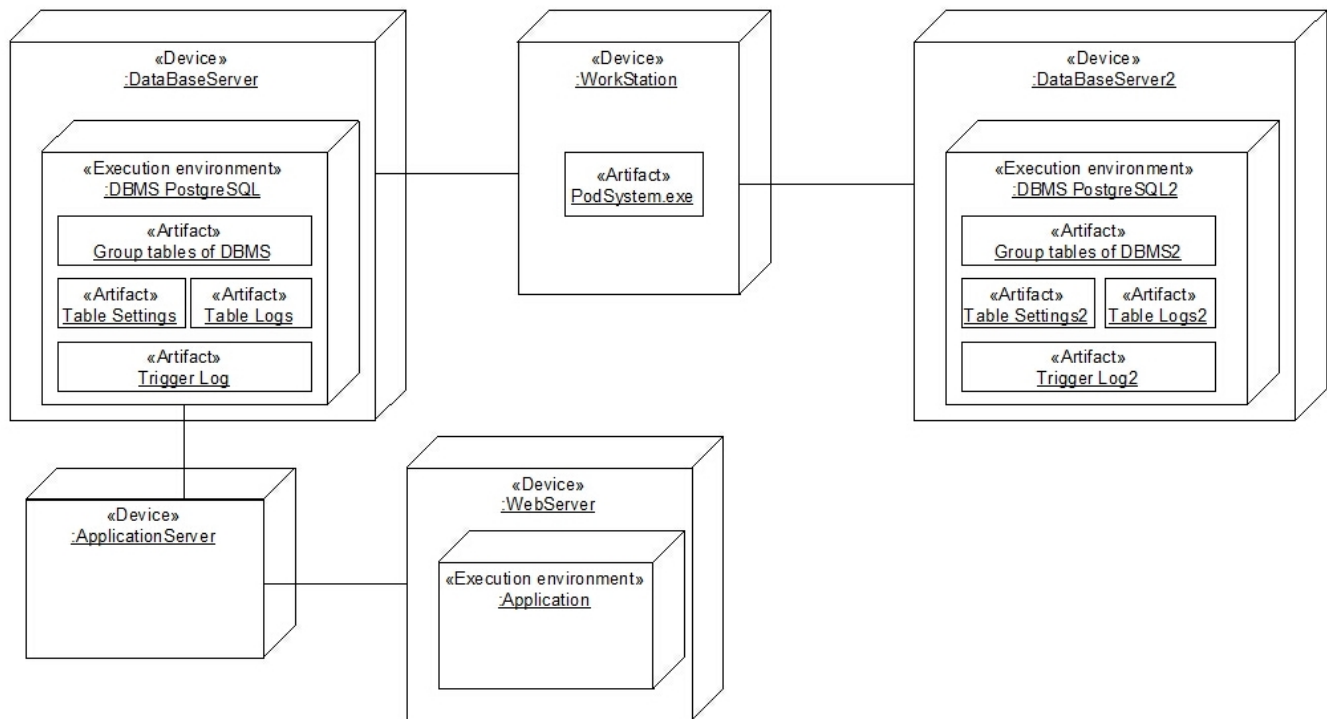 «Device»
:DataBaseServer
«Execution environment»
:DBMS PostgreSQL
«Artifact»
Group tables of DBMS
«Artifact»
Table Settings
«Artifact»
Table Logs
«Artifact»
Trigger Log
«Device»
:WorkStation
«Artifact»
PodSystem.exe
«Device»
:DataBaseServer2
«Execution environment»
:DBMS PostgreSQL2
«Artifact»
Group tables of DBMS2
«Artifact»
Table Settings2
«Artifact»
Table Logs2
«Artifact»
Trigger Log2
«Device»
:ApplicationServer
«Device»
:WebServer
«Execution environment»
:Application